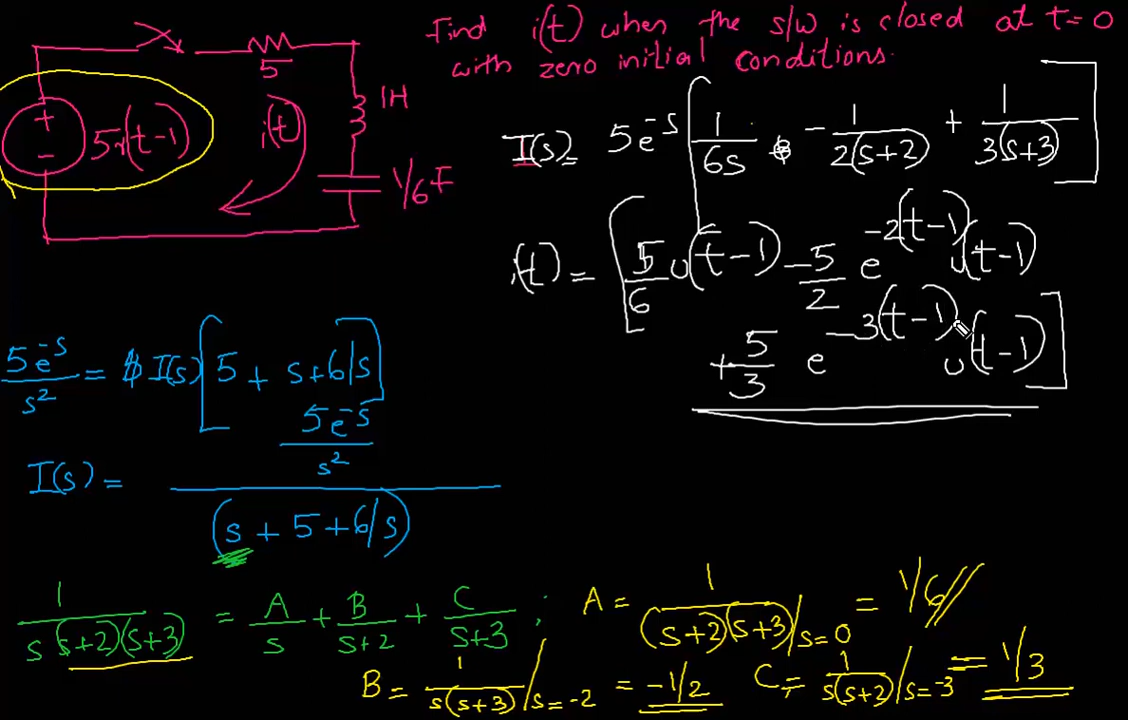 Find i(t) when the s/w is closed at t=0
with zero initial conditions.
5
1H
+
-
5r(t-1)
i(t)
1/6 F
I(s) = 5e^-s [ 1/6s - 1/2(s+2) + 1/3(s+3) ]
i(t) = [ 5/6 u(t-1) - 5/2 e^-2(t-1) u(t-1)
+ 5/3 e^-3(t-1) u(t-1) ]
5e^-s/s^2 = I(s) [ 5 + s+6/s ]
I(s) = 5e^-s/s^2 / (s + 5 + 6/s)
1/s(s+2)(s+3) = A/s + B/s+2 + C/s+3 ; A = 1/(s+2)(s+3) / s=0 = 1/6 //
B = 1/s(s+3) / s=-2 = -1/2 C = 1/s(s+2) / s=-3 = 1/3